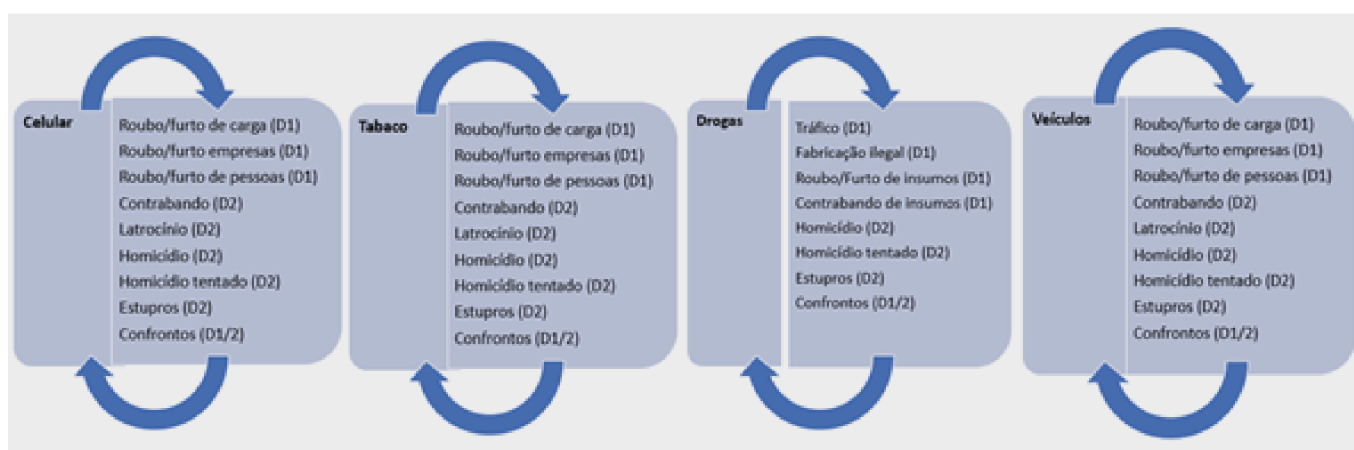 Celular
Roubo/furto de carga (D1)
Roubo/furto empresas (D1)
Roubo/furto de pessoas (D1)
Contrabando (D2)
Latrocínio (D2)
Homicídio (D2)
Homicídio tentado (D2)
Estupros (D2)
Confrontos (D1/2)
Tabaco
Roubo/furto de carga (D1)
Roubo/furto empresas (D1)
Roubo/furto de pessoas (D1)
Contrabando (D2)
Latrocínio (D2)
Homicídio (D2)
Homicídio tentado (D2)
Estupros (D2)
Confrontos (D1/2)
Drogas
Tráfico (D1)
Fabricação ilegal (D1)
Roubo/Furto de insumos (D1)
Contrabando de insumos (D1)
Homicídio (D2)
Homicídio tentado (D2)
Estupros (D2)
Confrontos (D1/2)
Veículos
Roubo/furto de carga (D1)
Roubo/furto empresas (D1)
Roubo/furto de pessoas (D1)
Contrabando (D2)
Latrocínio (D2)
Homicídio (D2)
Homicídio tentado (D2)
Estupros (D2)
Confrontos (D1/2)